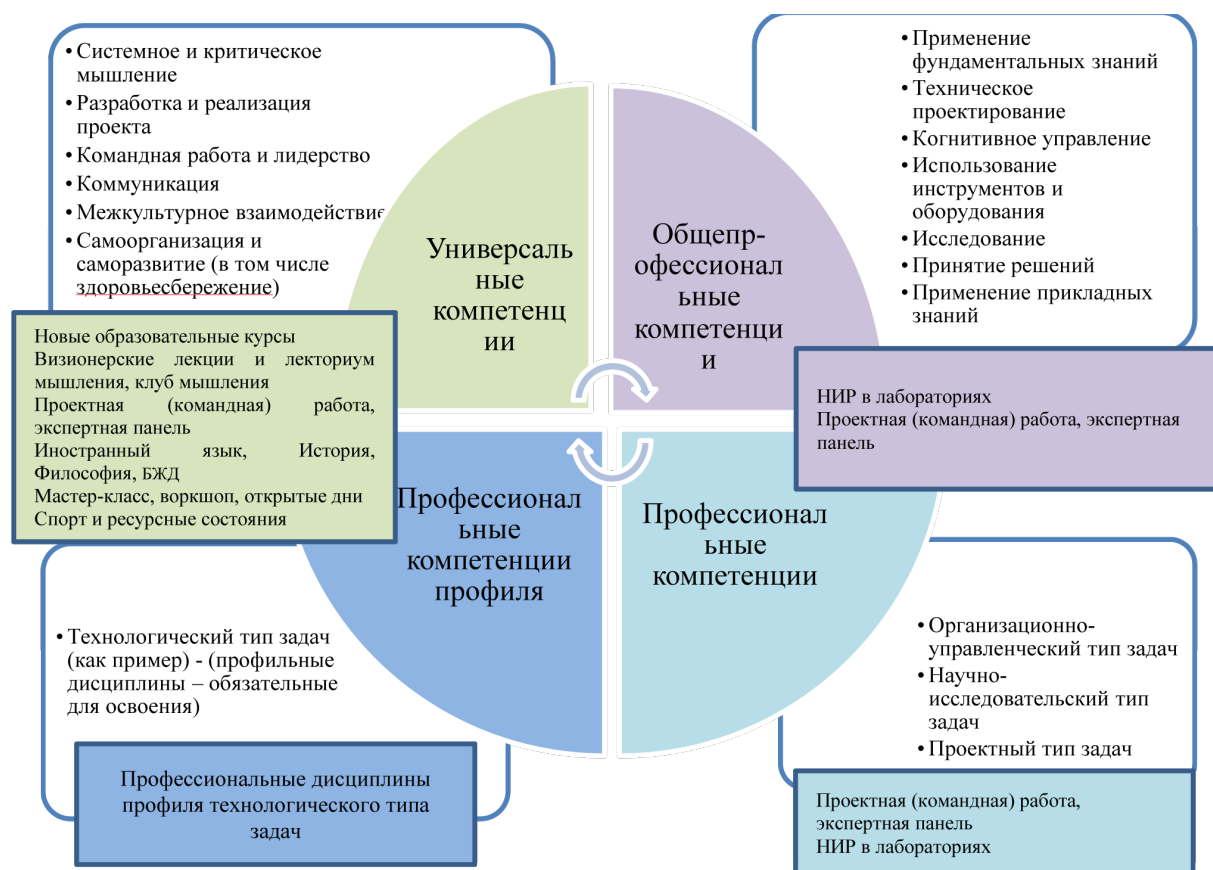 • Системное и критическое
мышление
• Разработка и реализация
проекта
• Командная работа и лидерство
• Коммуникация
• Межкультурное взаимодействие
• Самоорганизация и
саморазвитие (в том числе
здоровьесбережение)
Новые образовательные курсы
Визионерские лекции и лекториум
мышления, клуб мышления
Проектная (командная) работа,
экспертная панель
Иностранный язык, История,
Философия, БЖД
Мастер-класс, воркшоп, открытые дни
Спорт и ресурсные состояния
Универсаль
ные
компетенц
ии
Общепр-
офессионал
ьные
компетенци
и
• Применение
фундаментальных знаний
• Техническое
проектирование
• Когнитивное управление
• Использование
инструментов и
оборудования
• Исследование
• Принятие решений
• Применение прикладных
знаний
НИР в лабораториях
Проектная (командная) работа, экспертная
панель
Профессионал
ьные
компетенции
профиля
Профессионал
ьные
компетенции
• Технологический тип задач
(как пример) - (профильные
дисциплины – обязательные
для освоения)
Профессиональные дисциплины
профиля технологического типа
задач
• Организационно-
управленческий тип задач
• Научно-
исследовательский тип
задач
• Проектный тип задач
Проектная (командная) работа,
экспертная панель
НИР в лабораториях